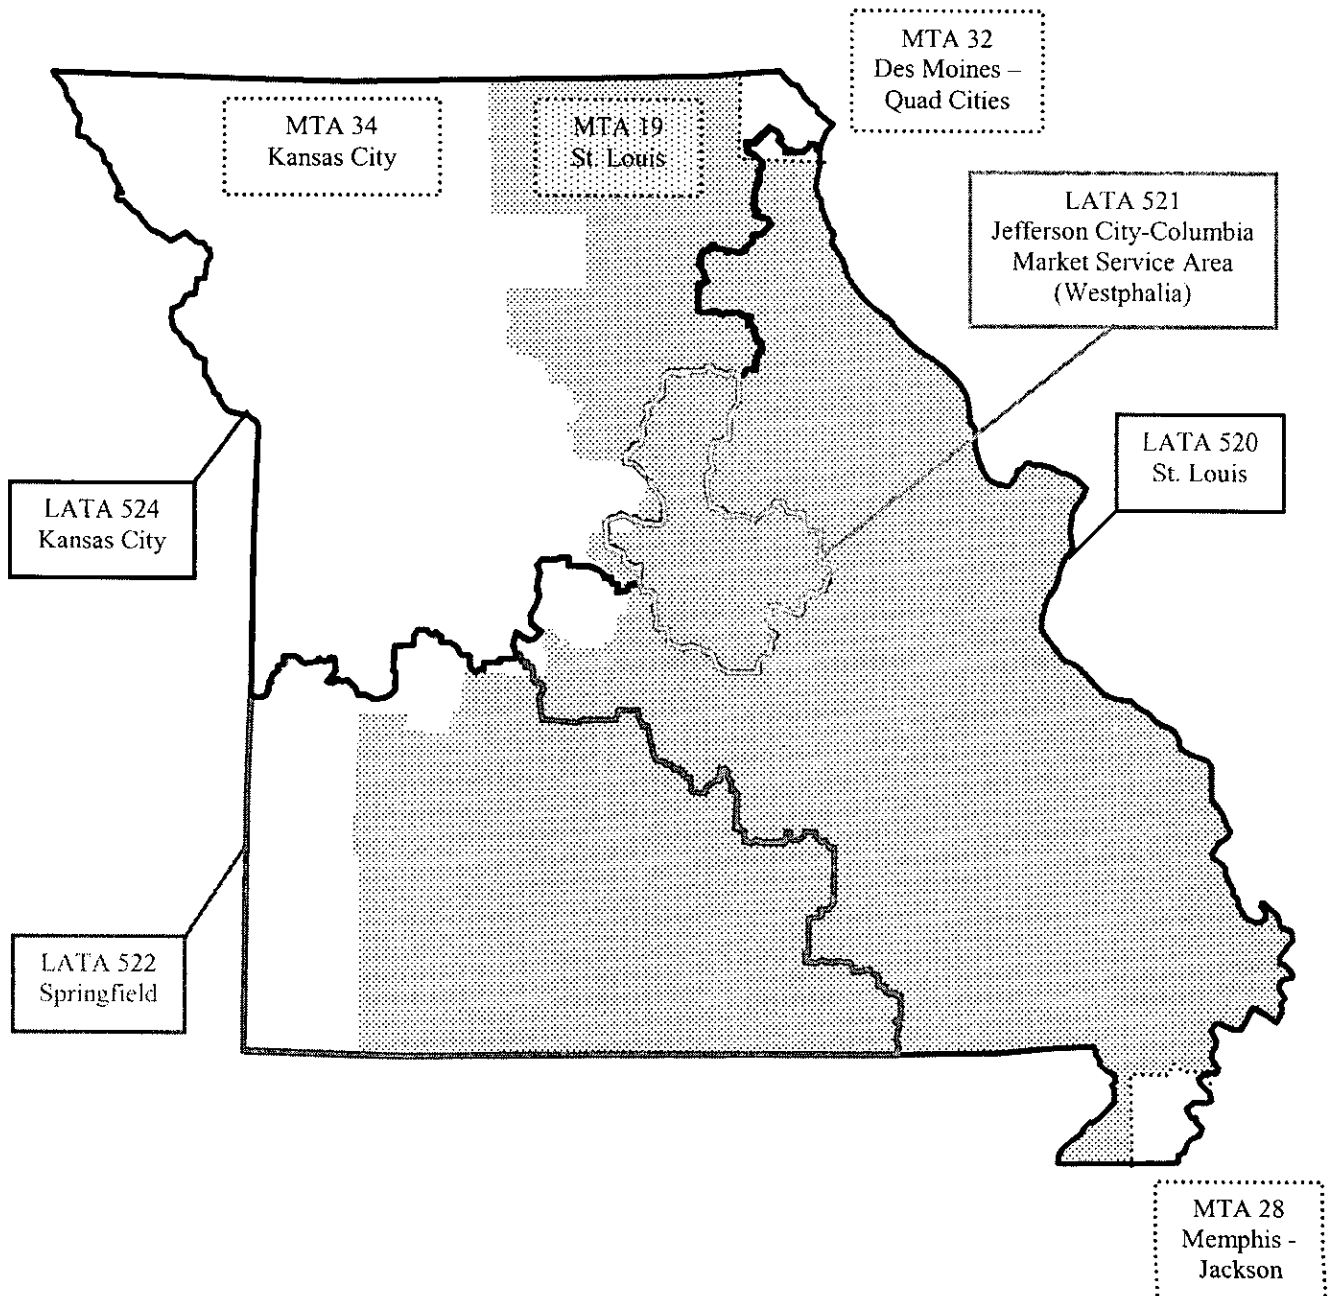 MTA 32
Des Moines –
Quad Cities
MTA 34
Kansas City
MTA 19
St. Louis
LATA 521
Jefferson City-Columbia
Market Service Area
(Westphalia)
LATA 520
St. Louis
LATA 524
Kansas City
LATA 522
Springfield
MTA 28
Memphis -
Jackson